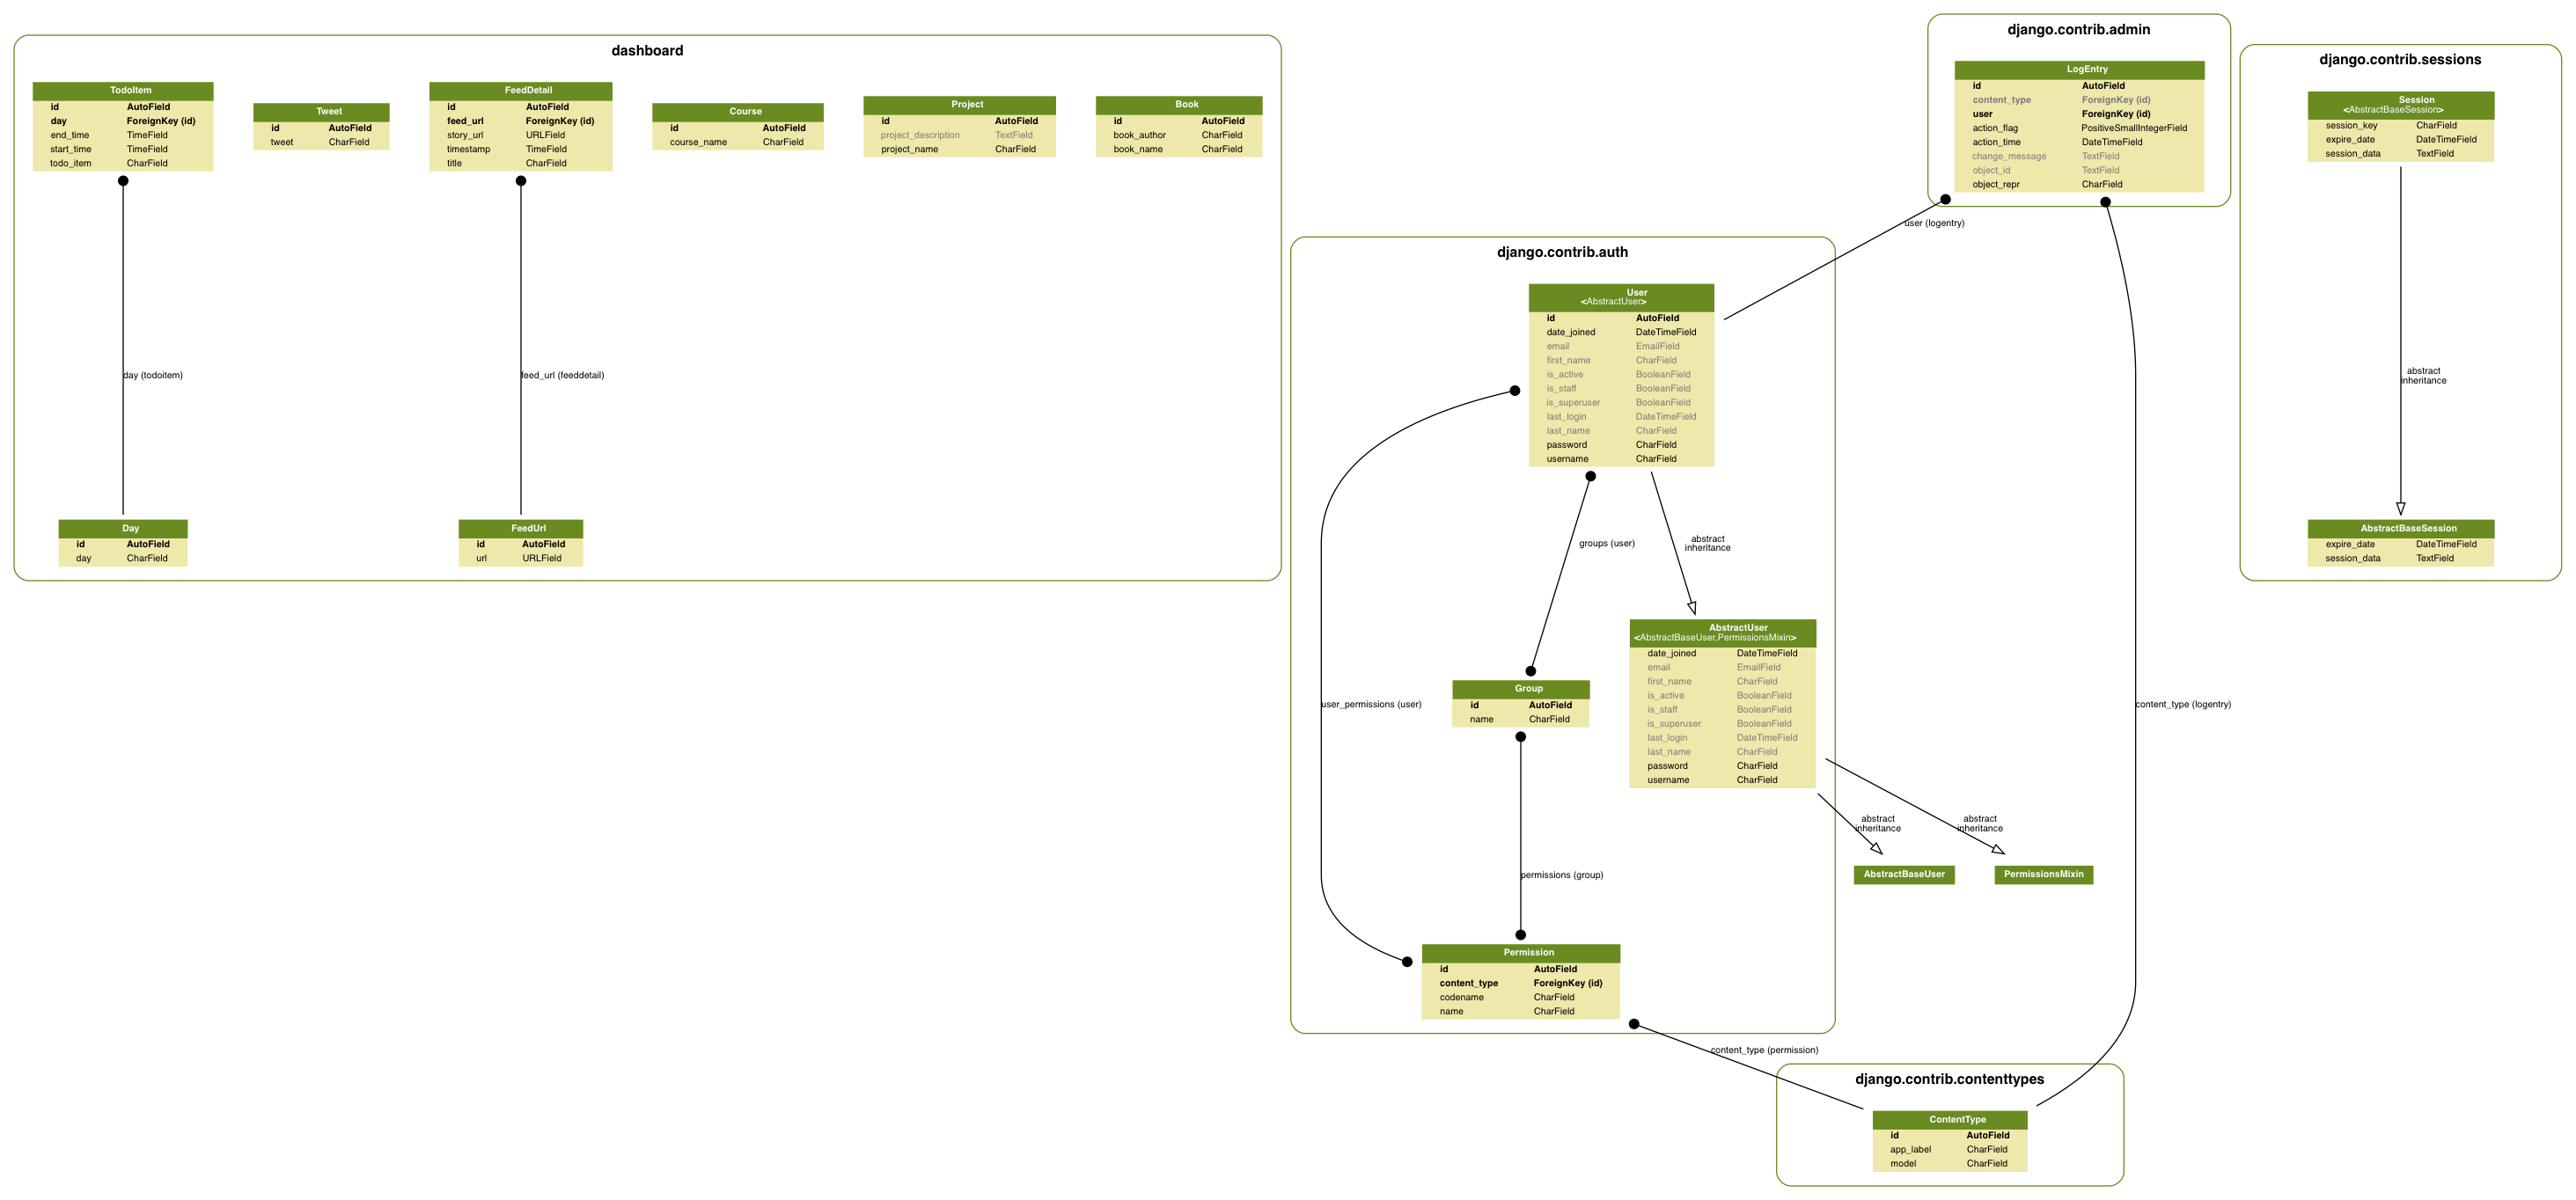 dashboard
TodoItem
id AutoField
day ForeignKey (id)
end_time TimeField
start_time TimeField
todo_item CharField
Tweet
id AutoField
tweet CharField
FeedDetail
id AutoField
feed_url ForeignKey (id)
story_url URLField
timestamp TimeField
title CharField
Course
id AutoField
course_name CharField
Project
id AutoField
project_description TextField
project_name CharField
Book
id AutoField
book_author CharField
book_name CharField
day (todoitem)
feed_url (feeddetail)
Day
id AutoField
day CharField
FeedUrl
id AutoField
url URLField
django.contrib.admin
LogEntry
id AutoField
content_type ForeignKey (id)
user ForeignKey (id)
action_flag PositiveSmallIntegerField
action_time DateTimeField
change_message TextField
object_id TextField
object_repr CharField
user (logentry)
content_type (logentry)
django.contrib.sessions
Session
<AbstractBaseSession>
session_key CharField
expire_date DateTimeField
session_data TextField
abstract
inheritance
AbstractBaseSession
expire_date DateTimeField
session_data TextField
django.contrib.auth
User
<AbstractUser>
id AutoField
date_joined DateTimeField
email EmailField
first_name CharField
is_active BooleanField
is_staff BooleanField
is_superuser BooleanField
last_login DateTimeField
last_name CharField
password CharField
username CharField
groups (user)
abstract
inheritance
user_permissions (user)
Group
id AutoField
name CharField
AbstractUser
<AbstractBaseUser,PermissionsMixin>
date_joined DateTimeField
email EmailField
first_name CharField
is_active BooleanField
is_staff BooleanField
is_superuser BooleanField
last_login DateTimeField
last_name CharField
password CharField
username CharField
abstract
inheritance
abstract
inheritance
AbstractBaseUser
PermissionsMixin
permissions (group)
Permission
id AutoField
content_type ForeignKey (id)
codename CharField
name CharField
content_type (permission)
django.contrib.contenttypes
ContentType
id AutoField
app_label CharField
model CharField